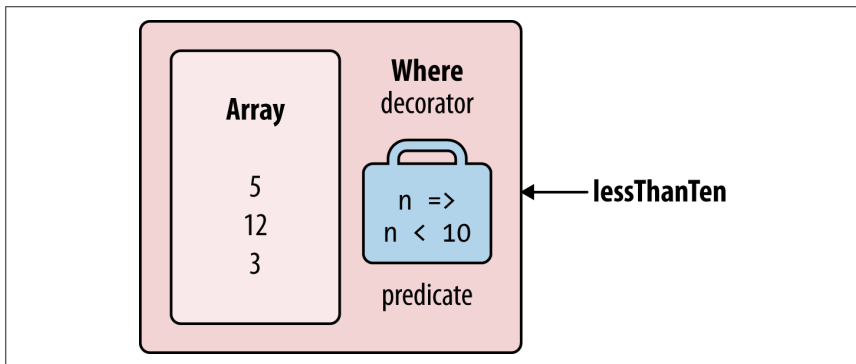 Array
5
12
3
Where
decorator
n =>
n < 10
predicate
lessThanTen